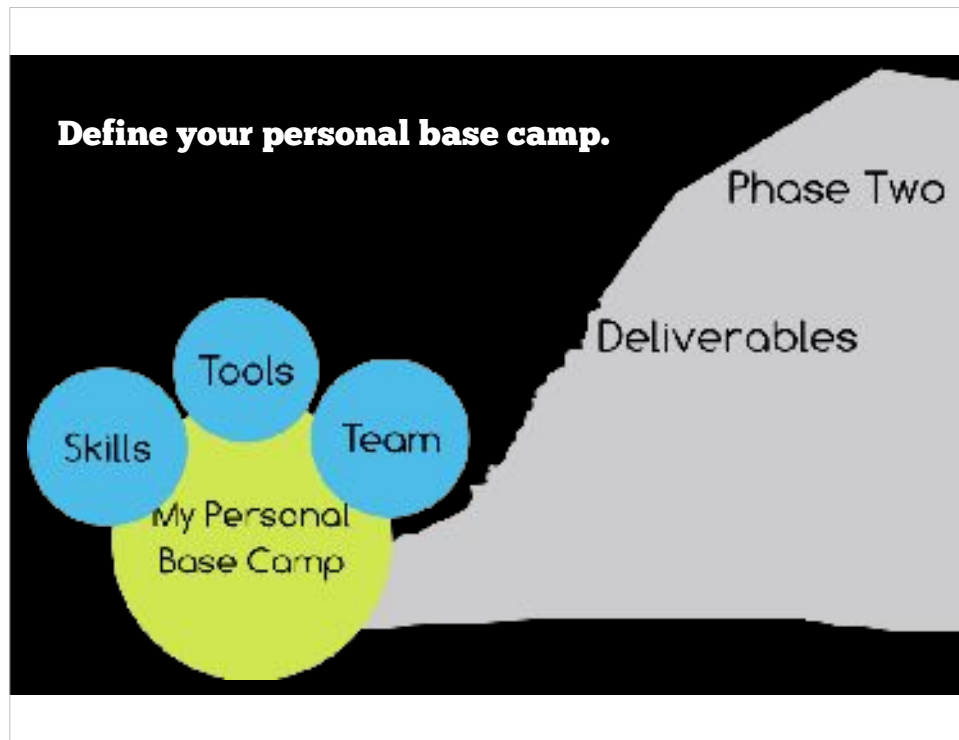 Define your personal base camp.
Phase Two
Deliverables
Tools
Skills
Team
My Personal
Base Camp